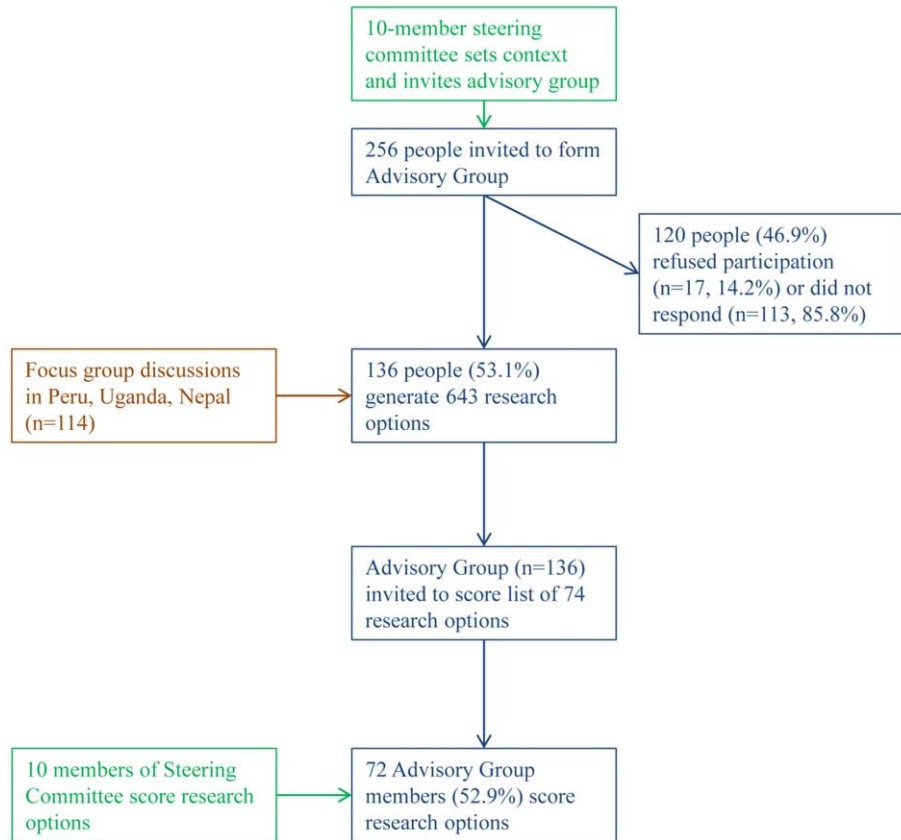 10-member steering
committee sets context
and invites advisory group
256 people invited to form
Advisory Group
120 people (46.9%)
refused participation
(n=17, 14.2%) or did not
respond (n=113, 85.8%)
Focus group discussions
in Peru, Uganda, Nepal
(n=114)
136 people (53.1%)
generate 643 research
options
Advisory Group (n=136)
invited to score list of 74
research options
10 members of Steering
Committee score research
options
72 Advisory Group
members (52.9%) score
research options